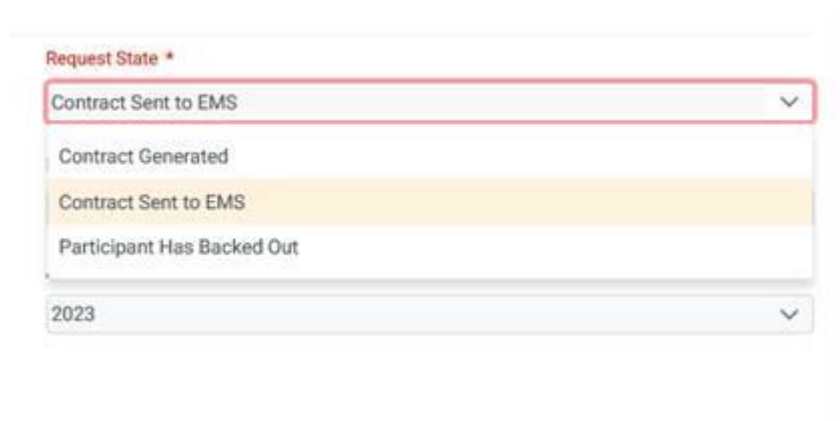 Request State *
Contract Sent to EMS
Contract Generated
Contract Sent to EMS
Participant Has Backed Out
2023